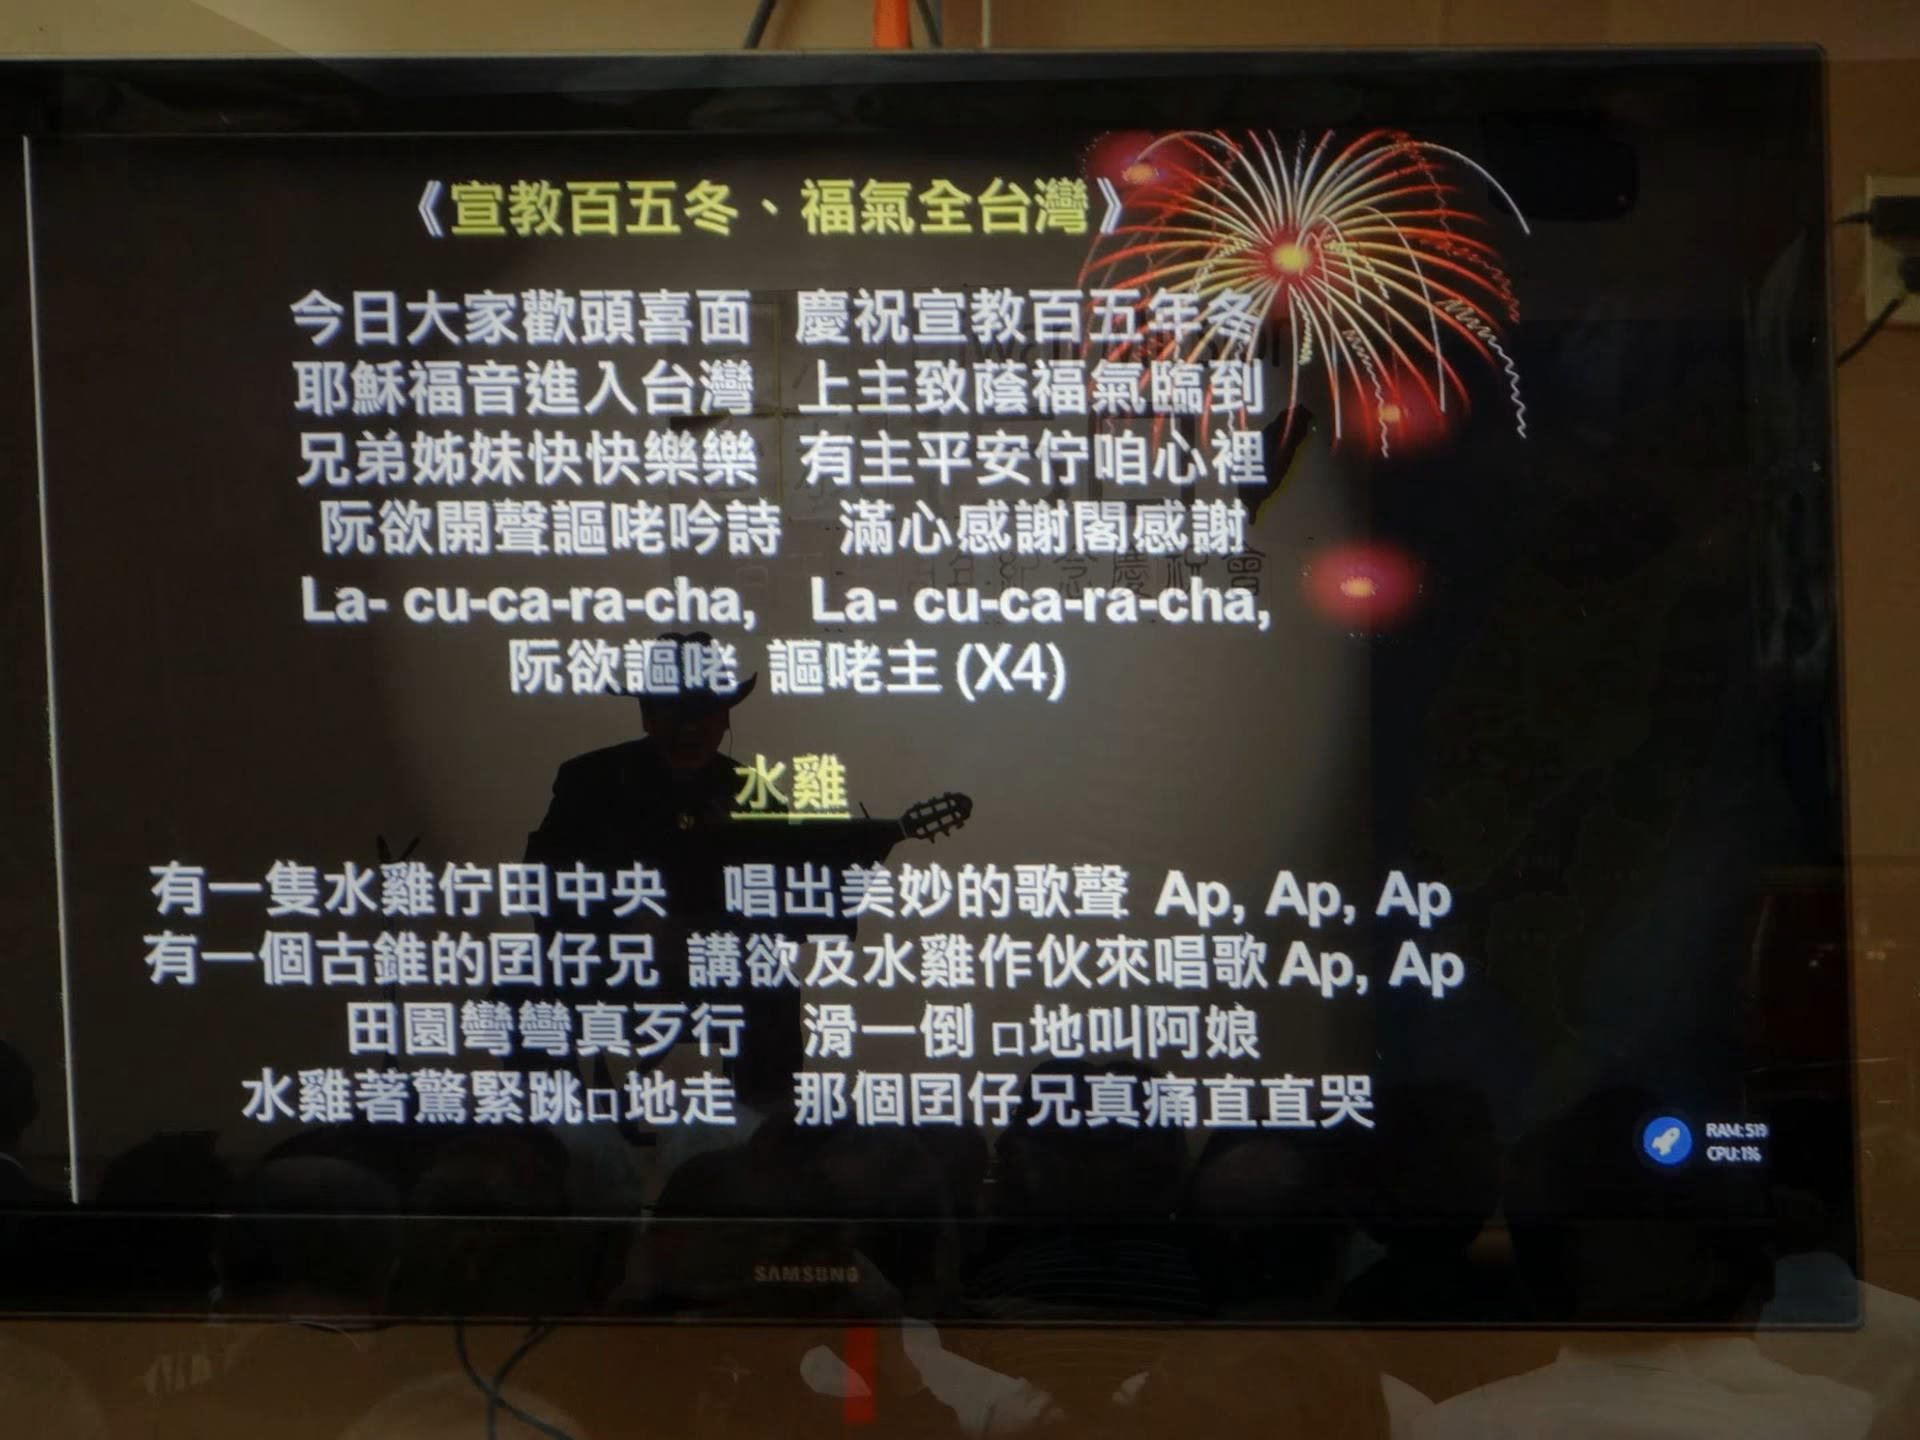 《宣教百五冬、福氣全台灣》
今日大家歡頭喜面 慶祝宣教百五年冬
耶穌福音進入台灣 上主致蔭福氣臨到
兄弟姊妹快快樂樂 有主平安佇咱心裡
阮欲開聲謳咾吟詩 滿心感謝閣感謝
La- cu-ca-ra-cha, La- cu-ca-ra-cha,
阮欲謳咾 謳咾主 (X4)
水雞
有一隻水雞佇田中央 唱出美妙的歌聲 Ap, Ap, Ap
有一個古錐的囝仔兄 講欲及水雞作伙來唱歌Ap, Ap
田園彎彎真歹行 滑一倒 □地叫阿娘
水雞著驚緊跳□地走 那個囝仔兄真痛直直哭
RAM: 519
CPU: 1%
SAMSUNG